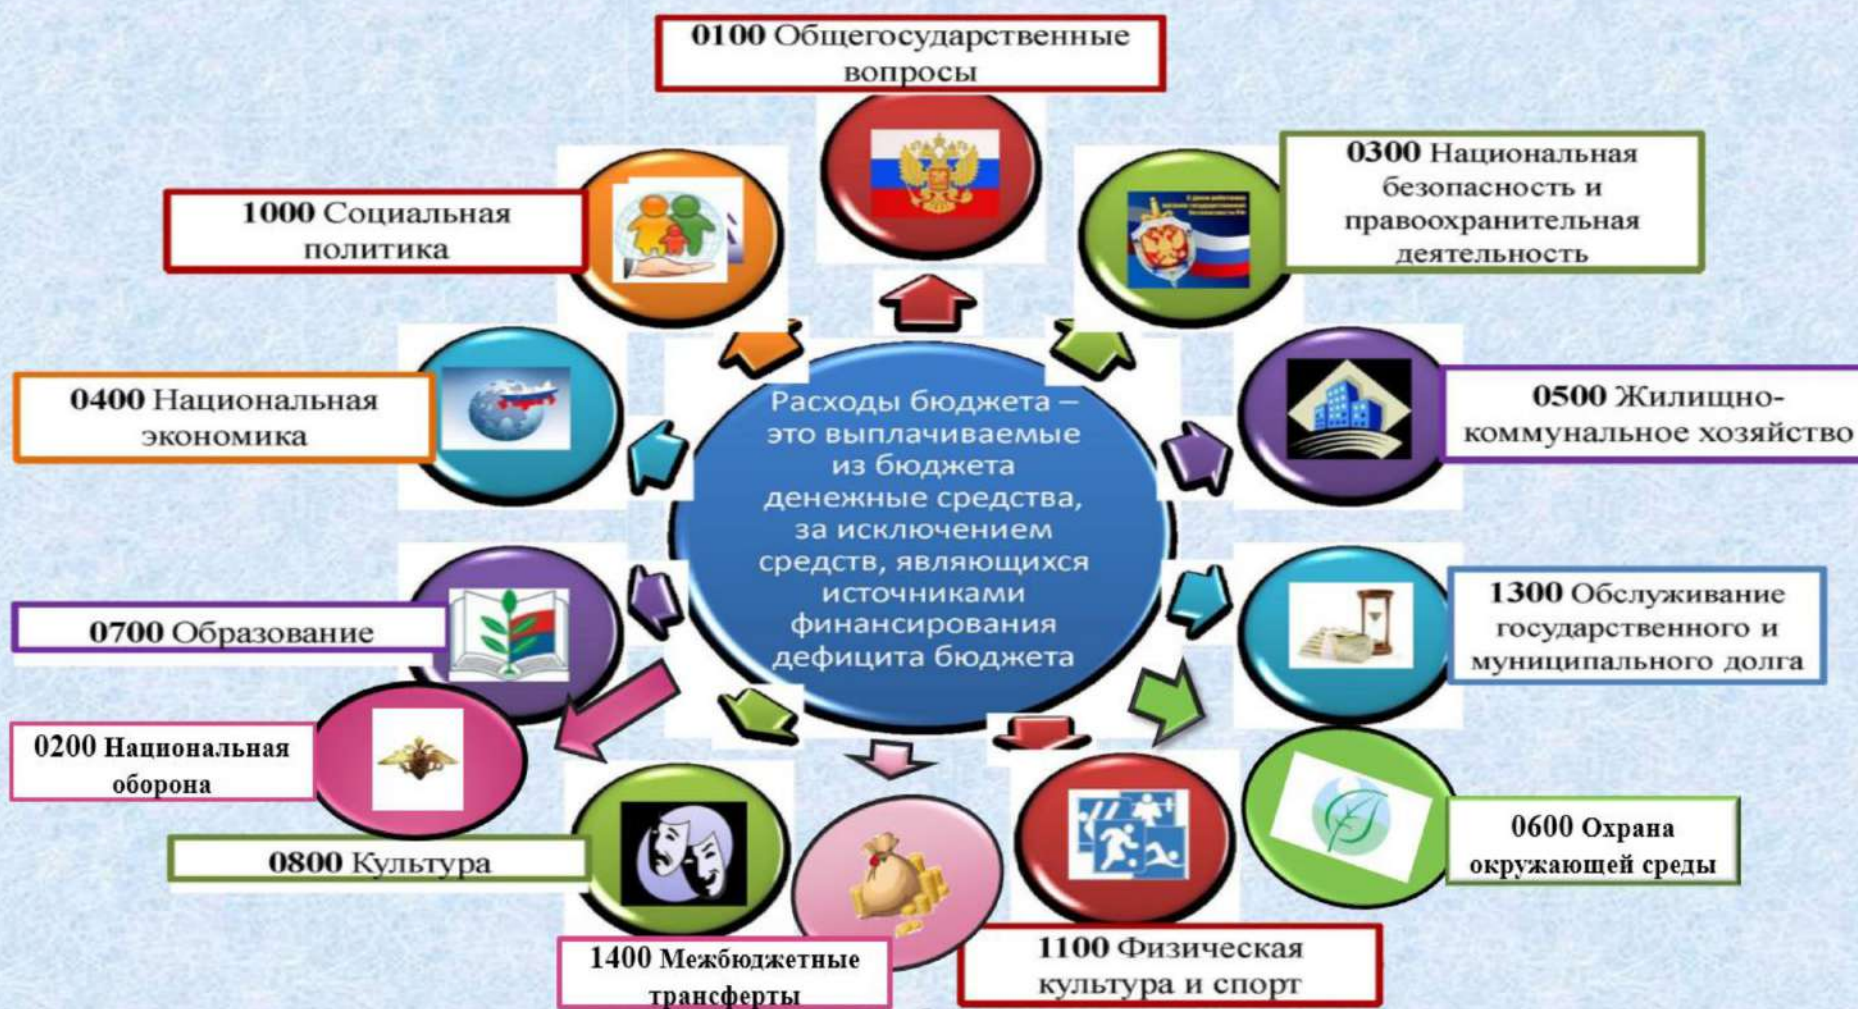 0100 Общегосударственные
вопросы
0300 Национальная
безопасность и
правоохранительная
деятельность
1000 Социальная
политика
0400 Национальная
экономика
0500 Жилищно-
коммунальное хозяйство
Расходы бюджета –
это выплачиваемые
из бюджета
денежные средства,
за исключением
средств, являющихся
источниками
финансирования
дефицита бюджета
0700 Образование
1300 Обслуживание
государственного и
муниципального долга
0200 Национальная
оборона
0800 Культура
0600 Охрана
окружающей среды
1400 Межбюджетные
трансферты
1100 Физическая
культура и спорт